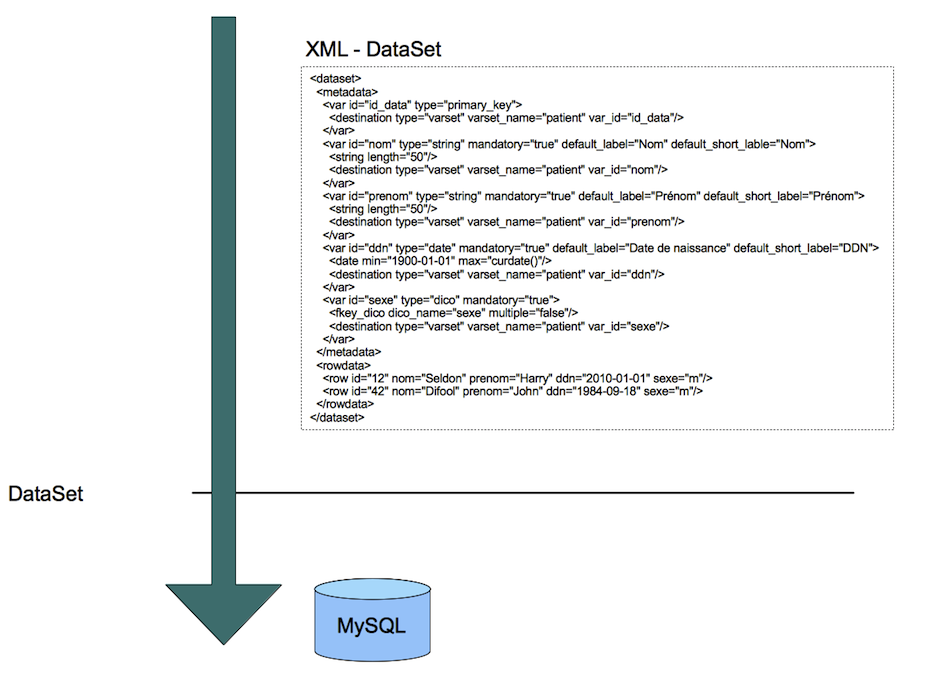 XML - DataSet
<dataset>
<metadata>
<var id="id_data" type="primary_key">
<destination type="varset" varset_name="patient" var_id="id_data"/>
</var>
<var id="nom" type="string" mandatory="true" default_label="Nom" default_short_lable="Nom">
<string length="50"/>
<destination type="varset" varset_name="patient" var_id="nom"/>
</var>
<var id="prenom" type="string" mandatory="true" default_label="Prénom" default_short_label="Prénom">
<string length="50"/>
<destination type="varset" varset_name="patient" var_id="prenom"/>
</var>
<var id="ddn" type="date" mandatory="true" default_label="Date de naissance" default_short_label="DDN">
<date min="1900-01-01" max="curdate()"/>
<destination type="varset" varset_name="patient" var_id="ddn"/>
</var>
<var id="sexe" type="dico" mandatory="true">
<fkey_dico dico_name="sexe" multiple="false"/>
<destination type="varset" varset_name="patient" var_id="sexe"/>
</var>
</metadata>
<rowdata>
<row id="12" nom="Seldon" prenom="Harry" ddn="2010-01-01" sexe="m"/>
<row id="42" nom="Difool" prenom="John" ddn="1984-09-18" sexe="m"/>
</rowdata>
</dataset>
DataSet
MySQL